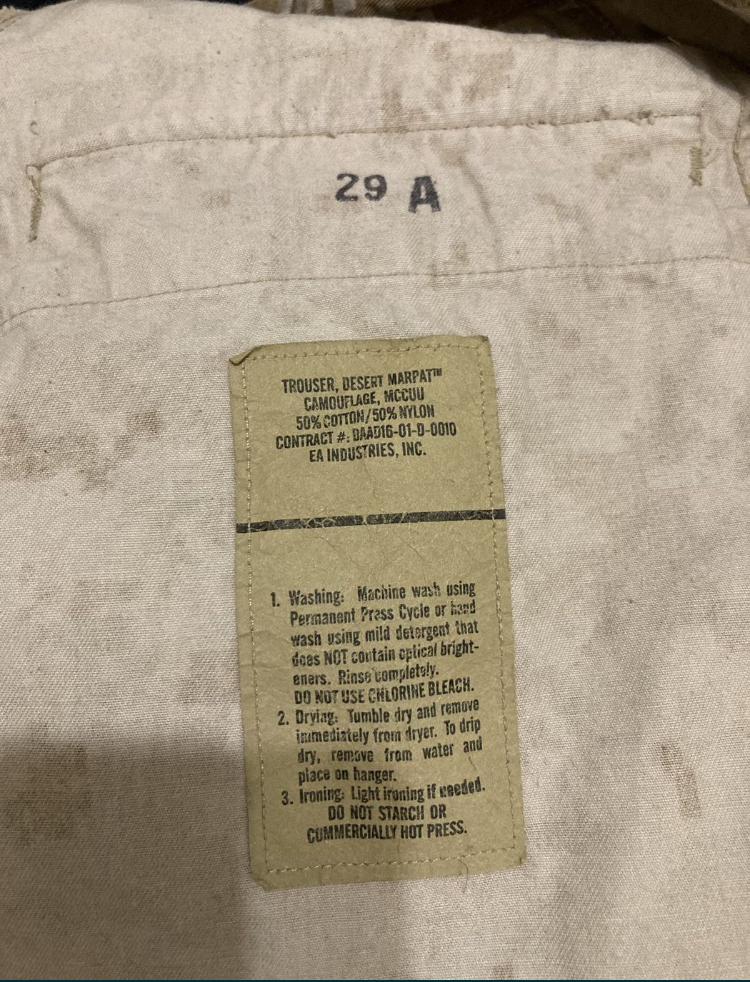 29 A
TROUSER, DESERT MARPAT™
CAMOUFLAGE, MCCUU
50% COTTON/50% NYLON
CONTRACT #: DAAD16-01-D-0010
EA INDUSTRIES, INC.
1. Washing: Machine wash using
Permanent Press Cycle or hand
wash using mild detergent that
does NOT contain optical bright-
eners. Rinse completely.
DO NOT USE CHLORINE BLEACH.
2. Drying: Tumble dry and remove
immediately from dryer. To drip
dry, remove from water and
place on hanger.
3. Ironing: Light ironing if needed.
DO NOT STARCH OR
COMMERCIALLY HOT PRESS.